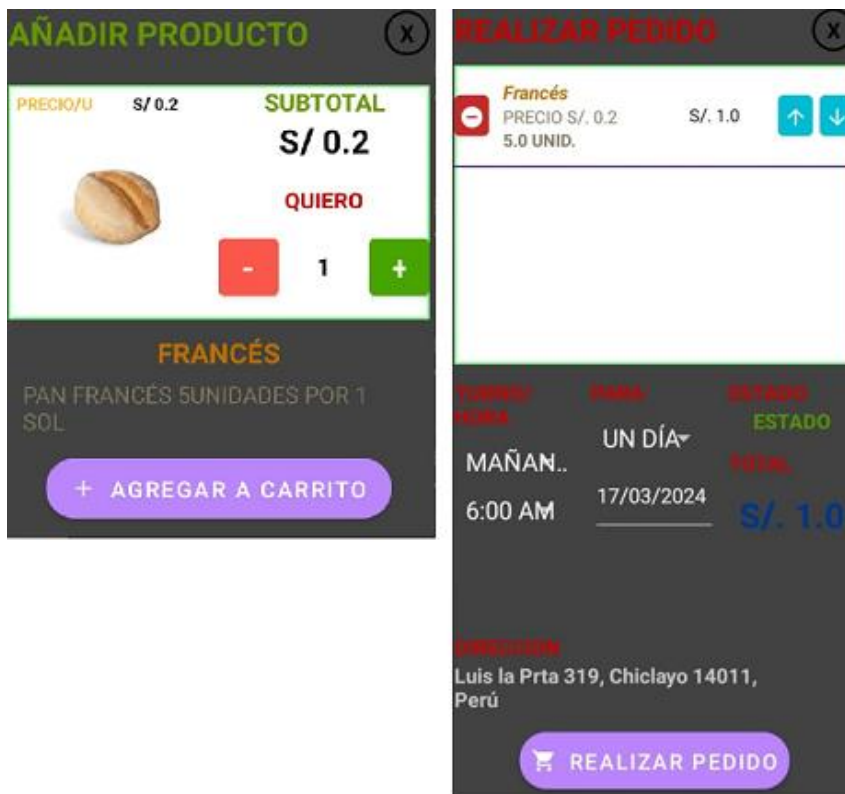 AÑADIR PRODUCTO
X
PRECIO/U S/ 0.2
SUBTOTAL
S/ 0.2
QUIERO
- 1 +
FRANCÉS
PAN FRANCÉS 5UNIDADES POR 1
SOL
+ AGREGAR A CARRITO
REALIZAR PEDIDO
X
Francés
PRECIO S/. 0.2 S/. 1.0
5.0 UNID.
TURNO/
HORA
PARA
ESTADO
ESTADO
UN DÍA
MAÑAN..
TOTAL
17/03/2024
6:00 AM
S/. 1.0
DIRECCIÓN
Luis la Prta 319, Chiclayo 14011,
Perú
REALIZAR PEDIDO